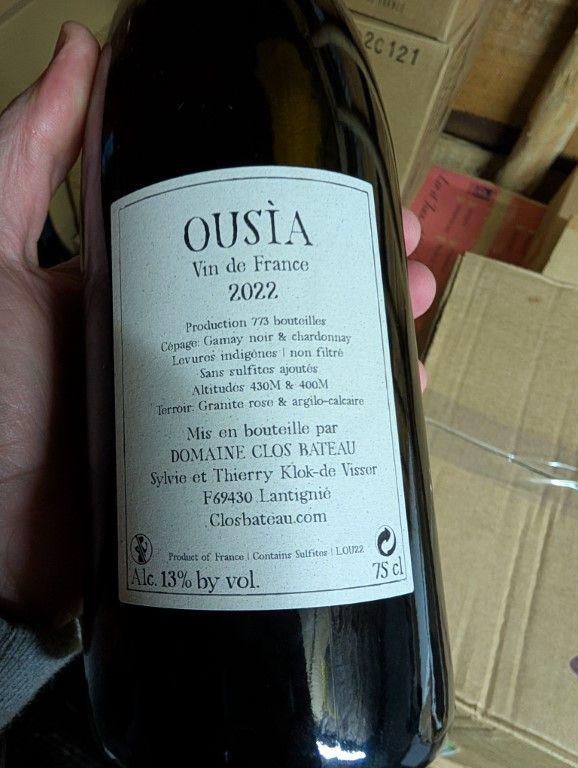 2C121
OUSÌA
Vin de France
2022
Production 773 bouteilles
Cépage: Gamay noir & chardonnay
Levures indigènes | non filtré
Sans sulfites ajoutés
Altitudes 430M & 400M
Terroir: Granite rose & argilo-calcaire
Mis en bouteille par
DOMAINE CLOS BATEAU
Sylvie et Thierry Klok-de Visser
F69430 Lantignié
Closbateau.com
Product of France | Contains Sulfites | LOU22
Alc. 13% by vol.
75 cl